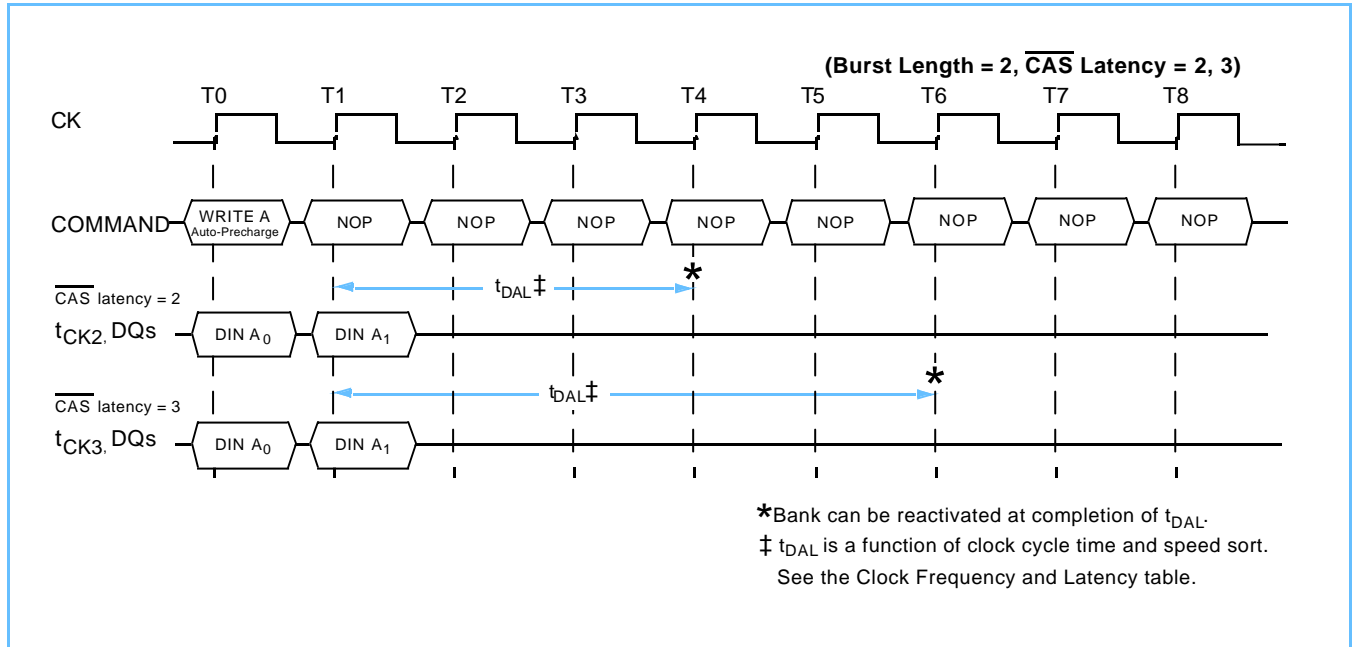 (Burst Length = 2, CAS Latency = 2, 3)
T0 T1 T2 T3 T4 T5 T6 T7 T8
CK
COMMAND WRITE A Auto-Precharge NOP NOP NOP NOP NOP NOP NOP NOP
tDAL‡ *
CAS latency = 2
tCK2, DQs DIN A0 DIN A1
tDAL‡ *
CAS latency = 3
tCK3, DQs DIN A0 DIN A1
*Bank can be reactivated at completion of tDAL.
‡ tDAL is a function of clock cycle time and speed sort.
See the Clock Frequency and Latency table.